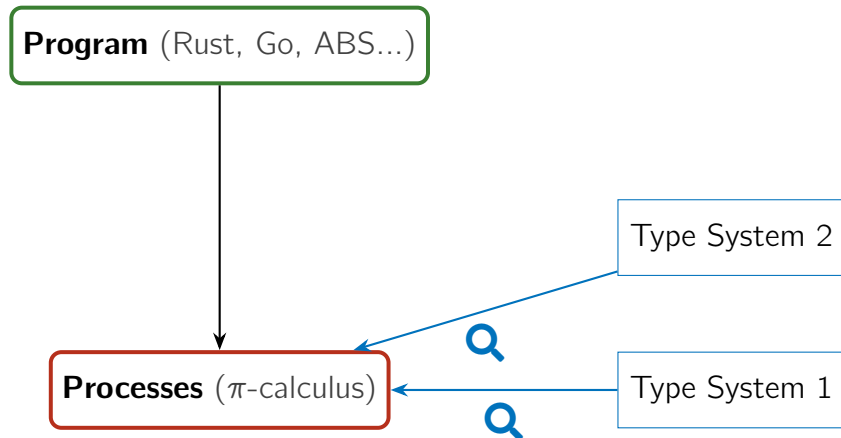 Program (Rust, Go, ABS...)
Type System 2
Processes (π-calculus)
Type System 1